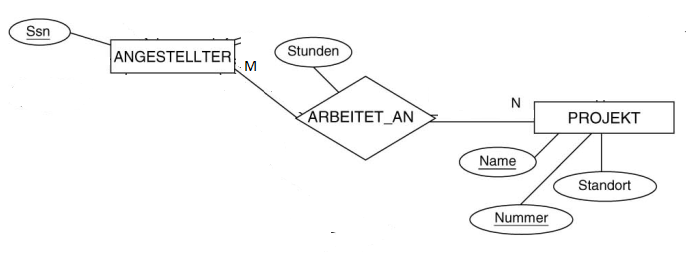 Ssn
ANGESTELLTER
M
Stunden
ARBEITET_AN
N
PROJEKT
Name
Standort
Nummer